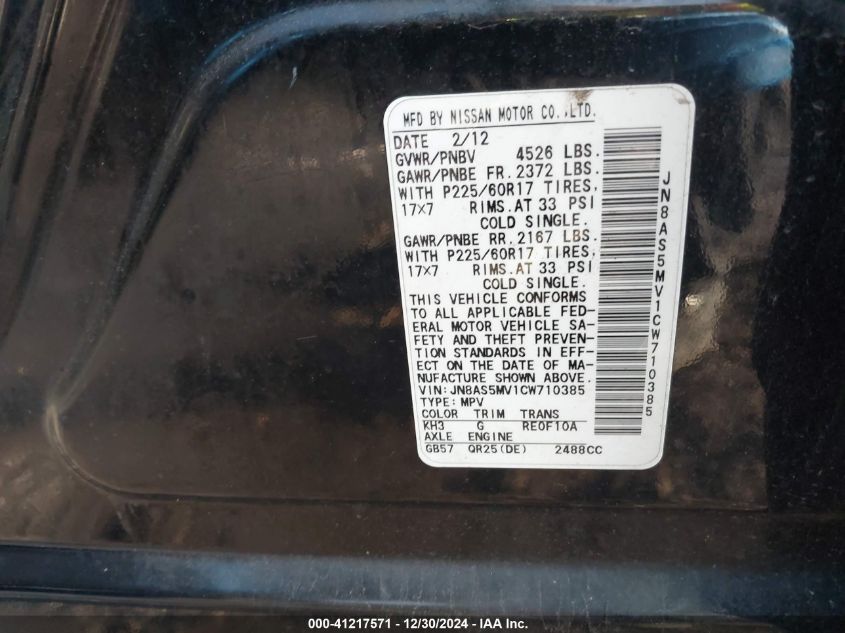 MFD BY NISSAN MOTOR CO.,LTD.
DATE 2/12
GVWR/PNBV 4526 LBS.
GAWR/PNBE FR. 2372 LBS.
WITH P225/60R17 TIRES,
17×7 RIMS.AT 33 PSI
COLD SINGLE.
GAWR/PNBE RR. 2167 LBS.
WITH P225/60R17 TIRES,
17×7 RIMS.AT 33 PSI
COLD SINGLE.
THIS VEHICLE CONFORMS
TO ALL APPLICABLE FED-
ERAL MOTOR VEHICLE SA-
FETY AND THEFT PREVEN-
TION STANDARDS IN EFF-
ECT ON THE DATE OF MA-
NUFACTURE SHOWN ABOVE.
VIN: JN8AS5MV1CW710385
TYPE: MPV
COLOR TRIM TRANS
KH3 G RE0F10A
AXLE ENGINE
GB57 QR25(DE) 2488CC
JN8AS5MV1CW710385
000-41217571 - 12/30/2024 - IAA Inc.